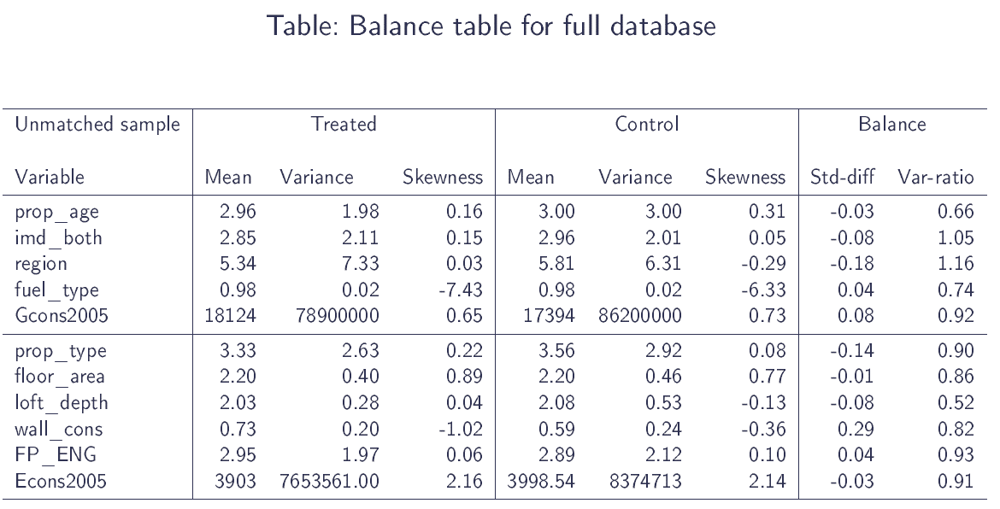 Table: Balance table for full database
Unmatched sample Treated Control Balance
Variable Mean Variance Skewness Mean Variance Skewness Std-diff Var-ratio
prop_age 2.96 1.98 0.16 3.00 3.00 0.31 -0.03 0.66
imd_both 2.85 2.11 0.15 2.96 2.01 0.05 -0.08 1.05
region 5.34 7.33 0.03 5.81 6.31 -0.29 -0.18 1.16
fuel_type 0.98 0.02 -7.43 0.98 0.02 -6.33 0.04 0.74
Gcons2005 18124 78900000 0.65 17394 86200000 0.73 0.08 0.92
prop_type 3.33 2.63 0.22 3.56 2.92 0.08 -0.14 0.90
floor_area 2.20 0.40 0.89 2.20 0.46 0.77 -0.01 0.86
loft_depth 2.03 0.28 0.04 2.08 0.53 -0.13 -0.08 0.52
wall_cons 0.73 0.20 -1.02 0.59 0.24 -0.36 0.29 0.82
FP_ENG 2.95 1.97 0.06 2.89 2.12 0.10 0.04 0.93
Econs2005 3903 7653561.00 2.16 3998.54 8374713 2.14 -0.03 0.91